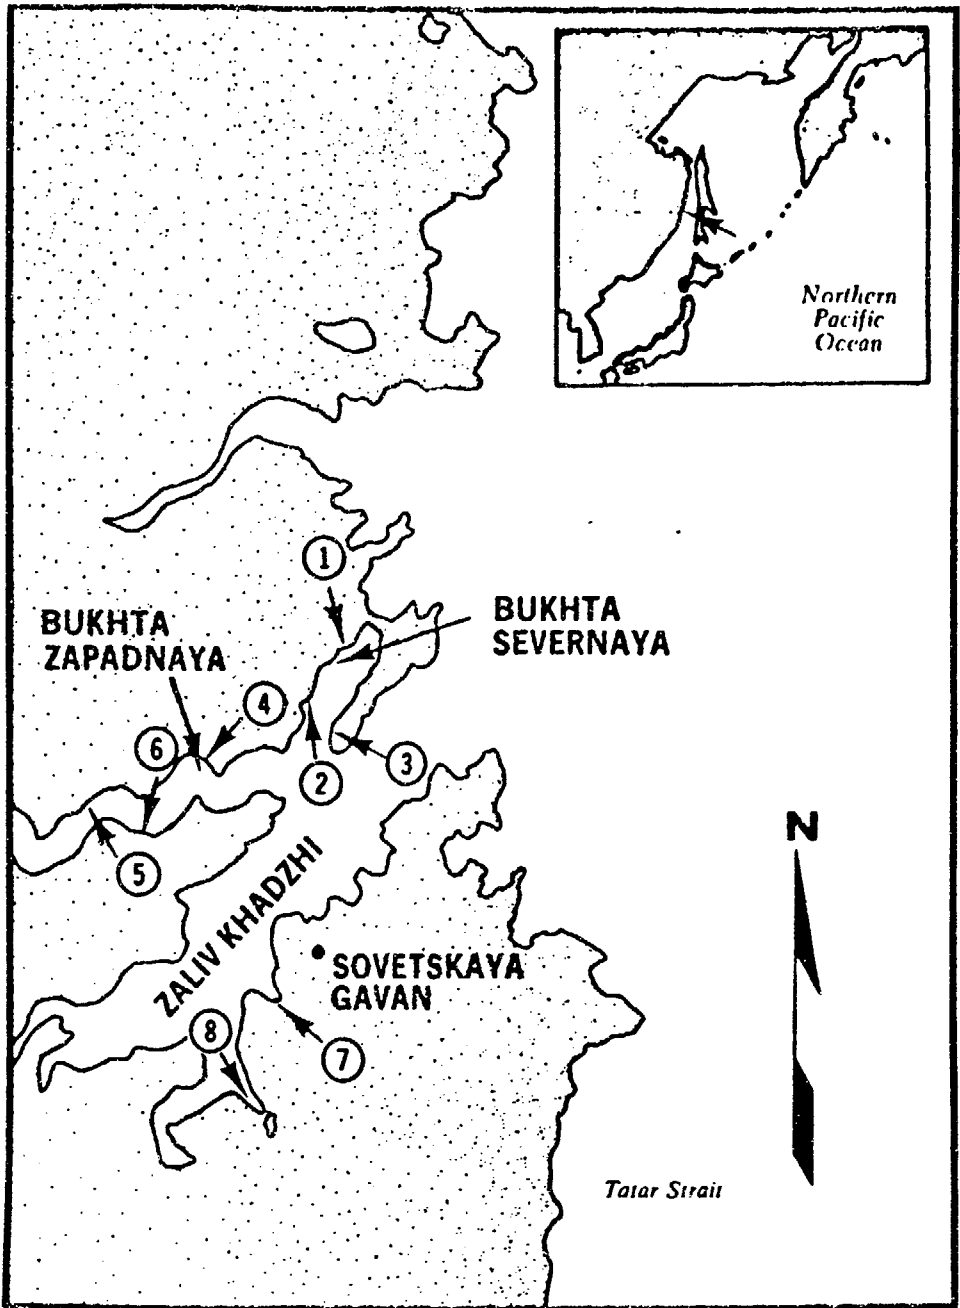 Northern
Pacific
Ocean
1
BUKHTA
SEVERNAYA
BUKHTA
ZAPADNAYA
4
6
3
2
N
5
ZALIV KHADZHI
SOVETSKAYA
GAVAN
8
7
Tatar Strait